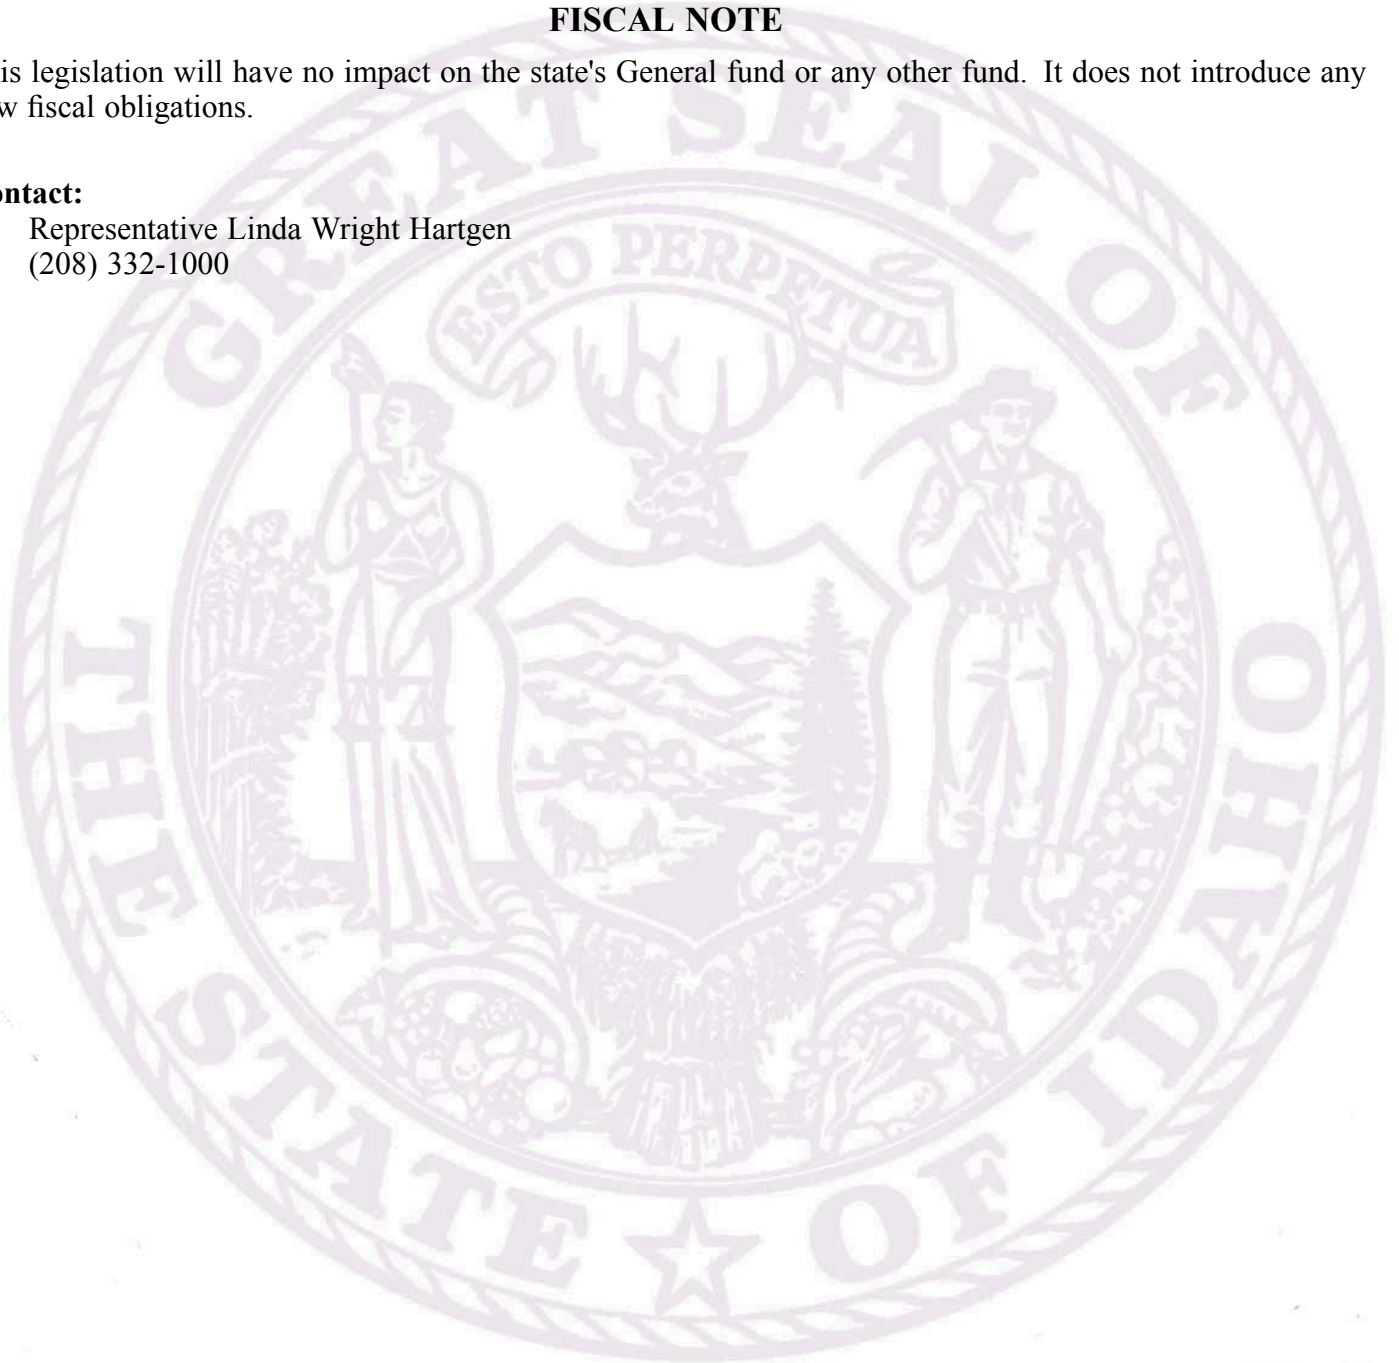 FISCAL NOTE
is legislation will have no impact on the state's General fund or any other fund. It does not introduce any
w fiscal obligations.
ontact:
Representative Linda Wright Hartgen
(208) 332-1000
GREAT SEAL OF
THE STATE OF IDAHO
ESTO PERPETUA